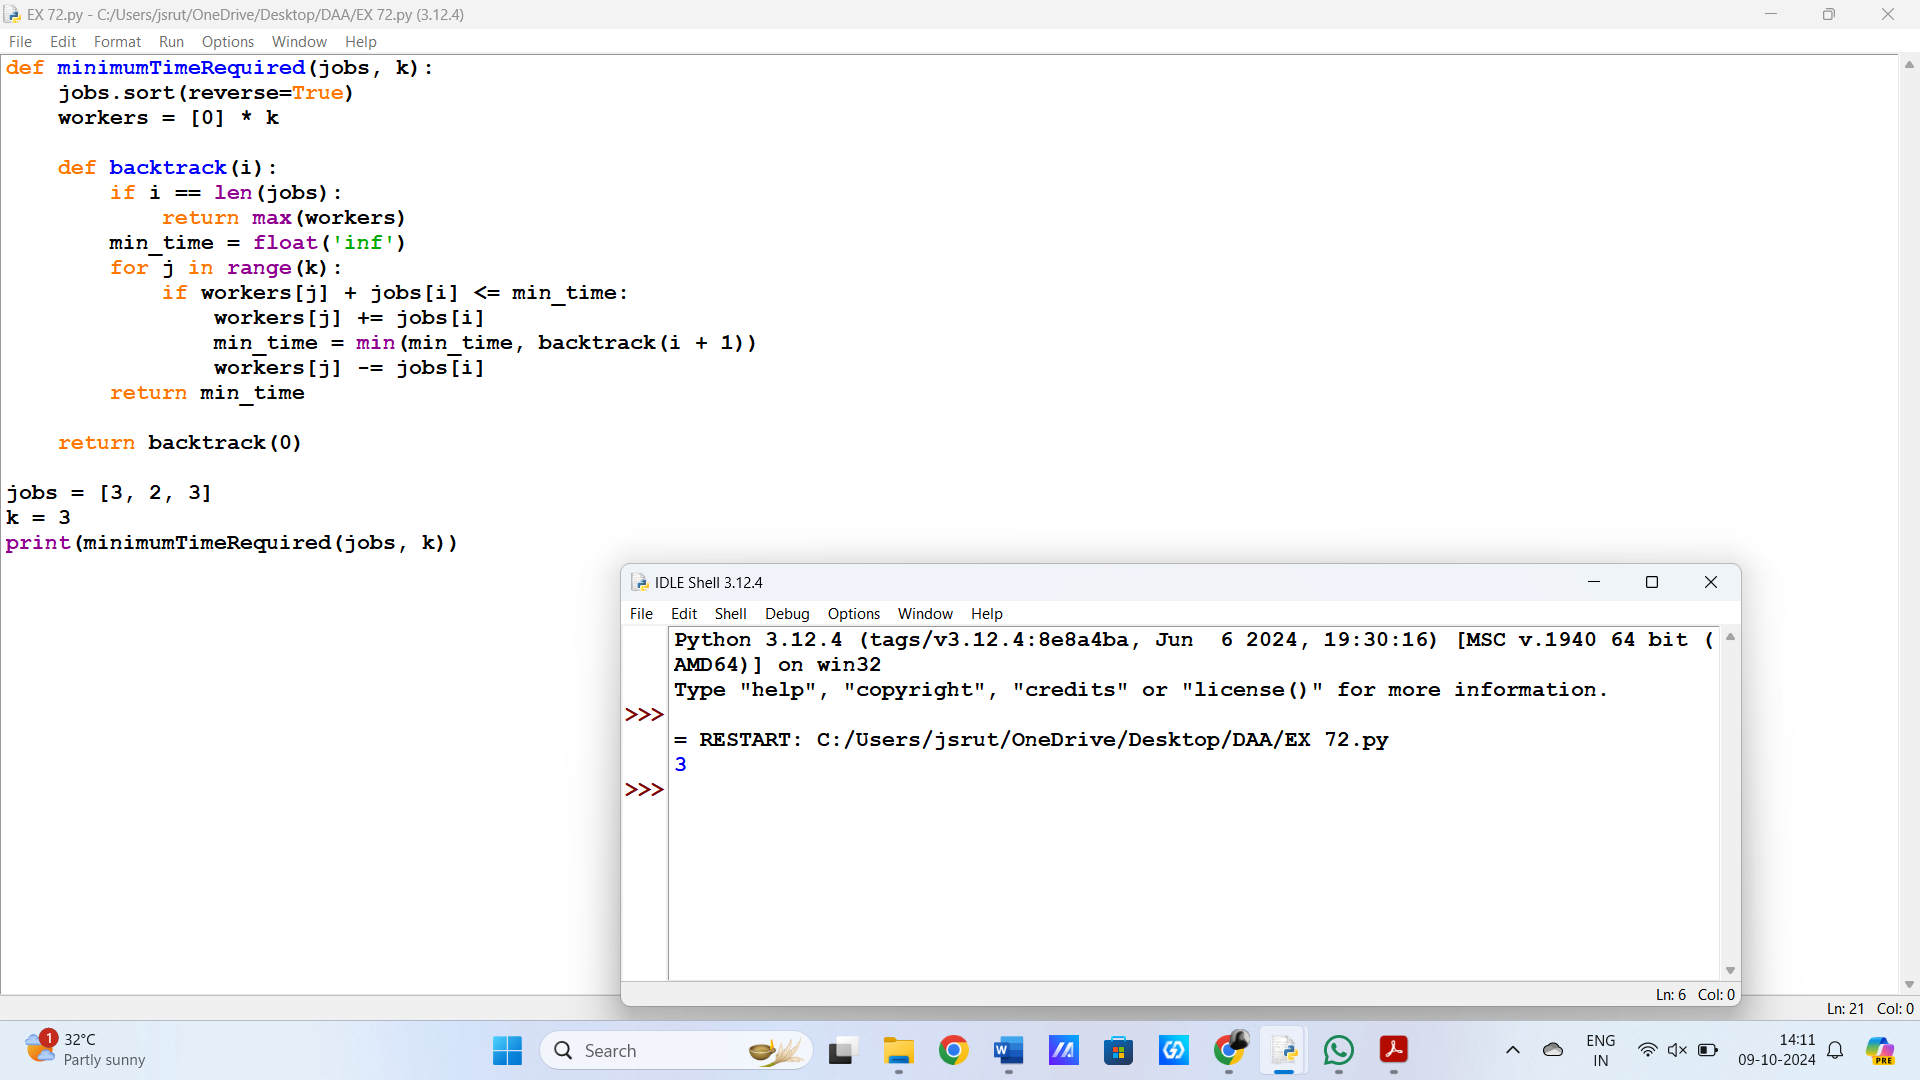 EX 72.py - C:/Users/jsrut/OneDrive/Desktop/DAA/EX 72.py (3.12.4)
File Edit Format Run Options Window Help
def minimumTimeRequired(jobs, k):
    jobs.sort(reverse=True)
    workers = [0] * k

    def backtrack(i):
        if i == len(jobs):
            return max(workers)
        min_time = float('inf')
        for j in range(k):
            if workers[j] + jobs[i] <= min_time:
                workers[j] += jobs[i]
                min_time = min(min_time, backtrack(i + 1))
                workers[j] -= jobs[i]
        return min_time

    return backtrack(0)

jobs = [3, 2, 3]
k = 3
print(minimumTimeRequired(jobs, k))
IDLE Shell 3.12.4
File Edit Shell Debug Options Window Help
Python 3.12.4 (tags/v3.12.4:8e8a4ba, Jun  6 2024, 19:30:16) [MSC v.1940 64 bit (
AMD64)] on win32
Type "help", "copyright", "credits" or "license()" for more information.
>>>
= RESTART: C:/Users/jsrut/OneDrive/Desktop/DAA/EX 72.py
3
>>>
Ln: 6 Col: 0
Ln: 21 Col: 0
1
32°C
Partly sunny
Search
W
ENG
IN
14:11
09-10-2024
PRE